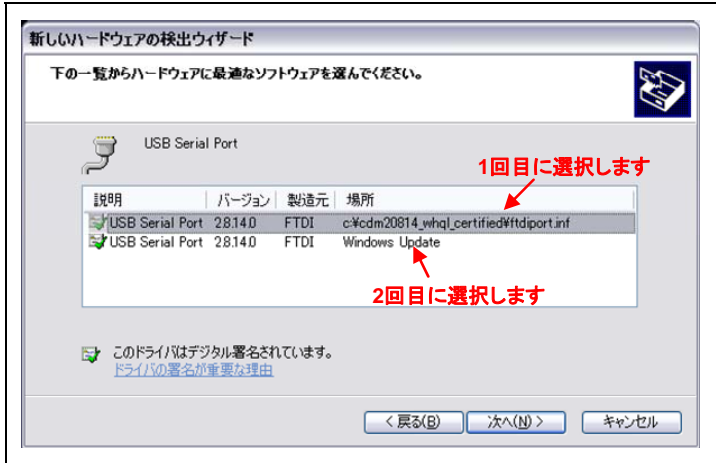 新しいハードウェアの検出ウィザード
下の一覧からハードウェアに最適なソフトウェアを選んでください。
USB Serial Port
1回目に選択します
説明 バージョン 製造元 場所
USB Serial Port 2.8.14.0 FTDI c:¥cdm20814_whql_certified¥ftdiport.inf
USB Serial Port 2.8.14.0 FTDI Windows Update
2回目に選択します
このドライバはデジタル署名されています。
ドライバの署名が重要な理由
< 戻る(B) 次へ(N) > キャンセル